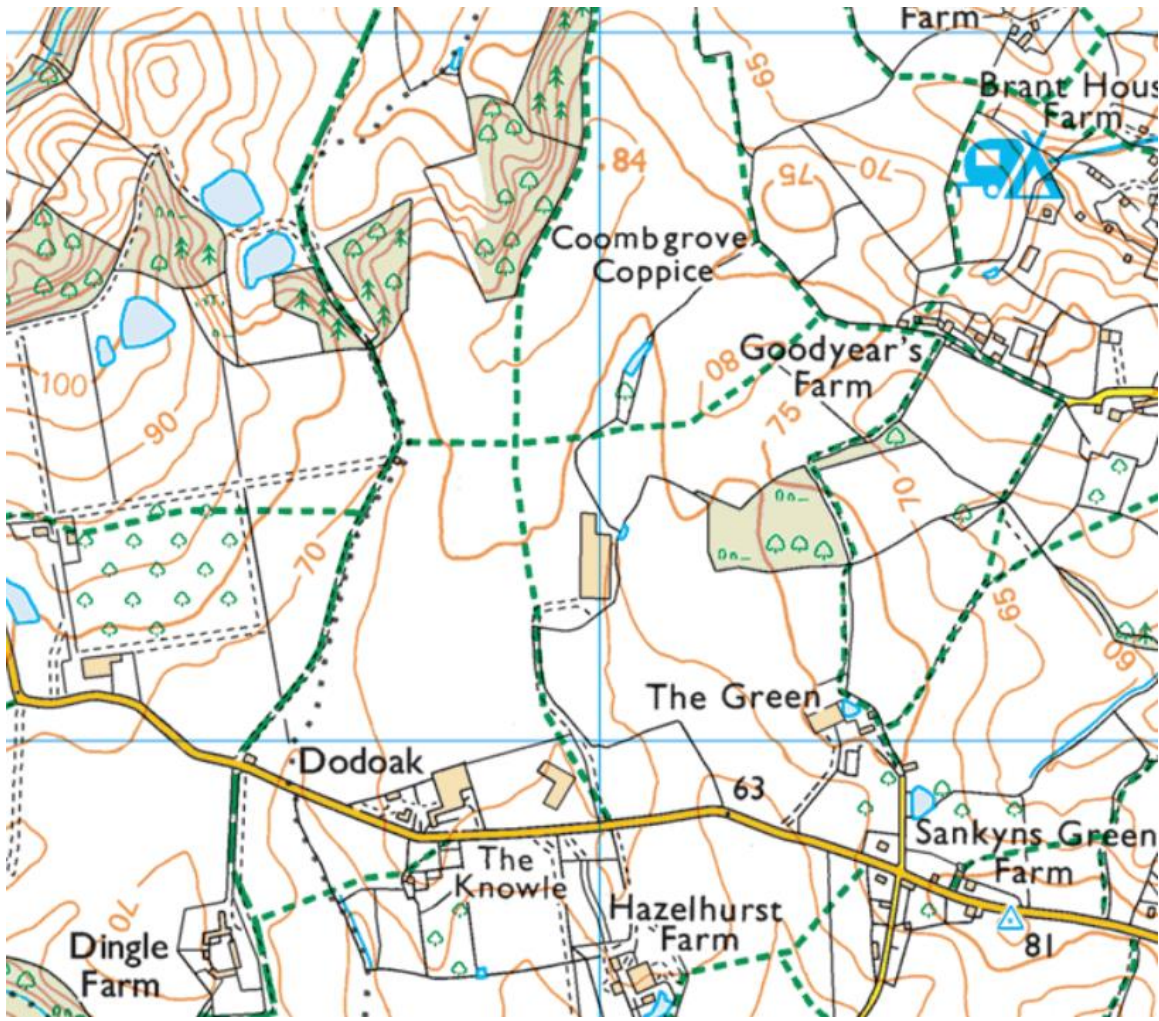 Farm
65
Brant Hous
Farm
84
70
75
Coombgrove
Coppice
100
90
80
Goodyear's
Farm
75
70
70
65
60
The Green
Dodoak
63
The
Knowle
Sankyns Green
Farm
Hazelhurst
Farm
70
Dingle
Farm
81